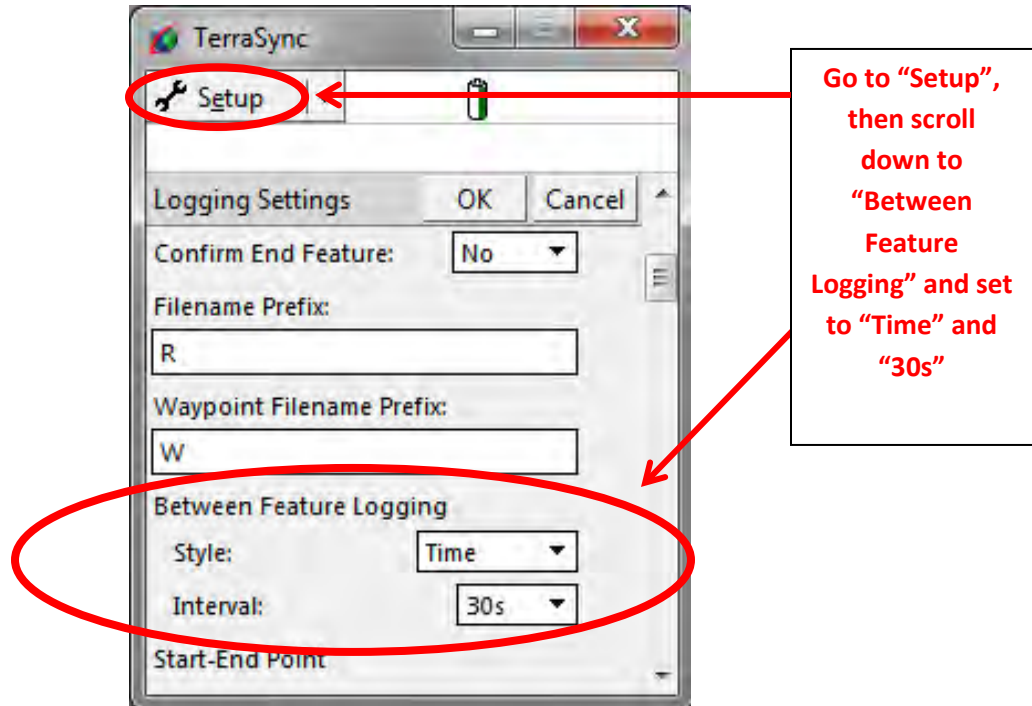 TerraSync
Setup
Logging Settings OK Cancel
Confirm End Feature: No
Filename Prefix:
R
Waypoint Filename Prefix:
W
Between Feature Logging
Style: Time
Interval: 30s
Start-End Point
Go to “Setup”,
then scroll
down to
“Between
Feature
Logging” and set
to “Time” and
“30s”